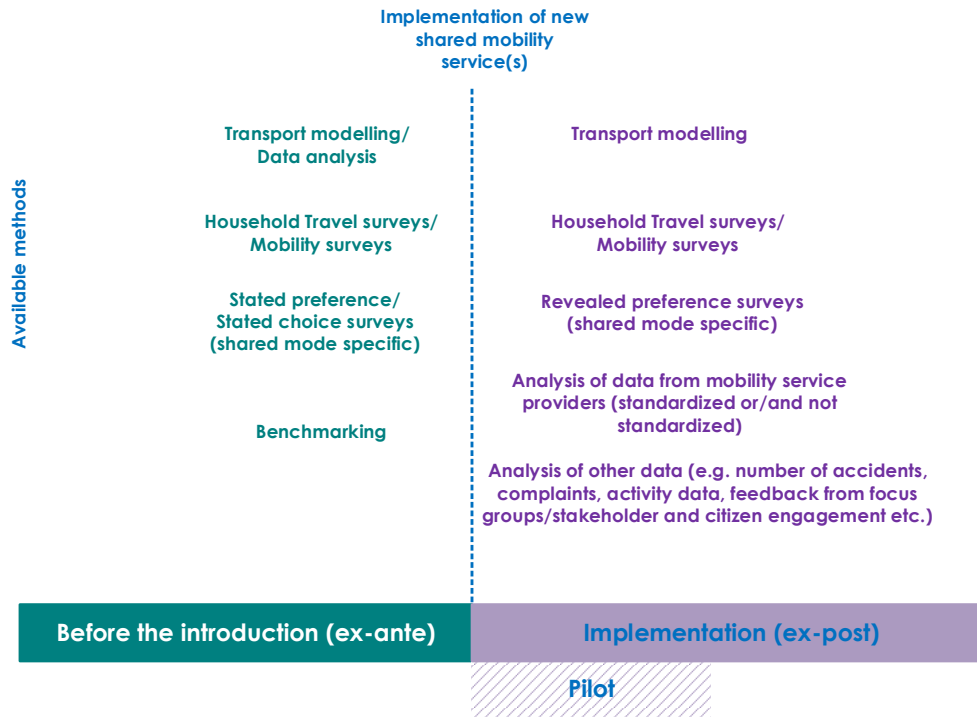 Implementation of new
shared mobility
service(s)
Available methods
Transport modelling/
Data analysis
Household Travel surveys/
Mobility surveys
Stated preference/
Stated choice surveys
(shared mode specific)
Benchmarking
Transport modelling
Household Travel surveys/
Mobility surveys
Revealed preference surveys
(shared mode specific)
Analysis of data from mobility service
providers (standardized or/and not
standardized)
Analysis of other data (e.g. number of accidents,
complaints, activity data, feedback from focus
groups/stakeholder and citizen engagement etc.)
Before the introduction (ex-ante)
Implementation (ex-post)
Pilot